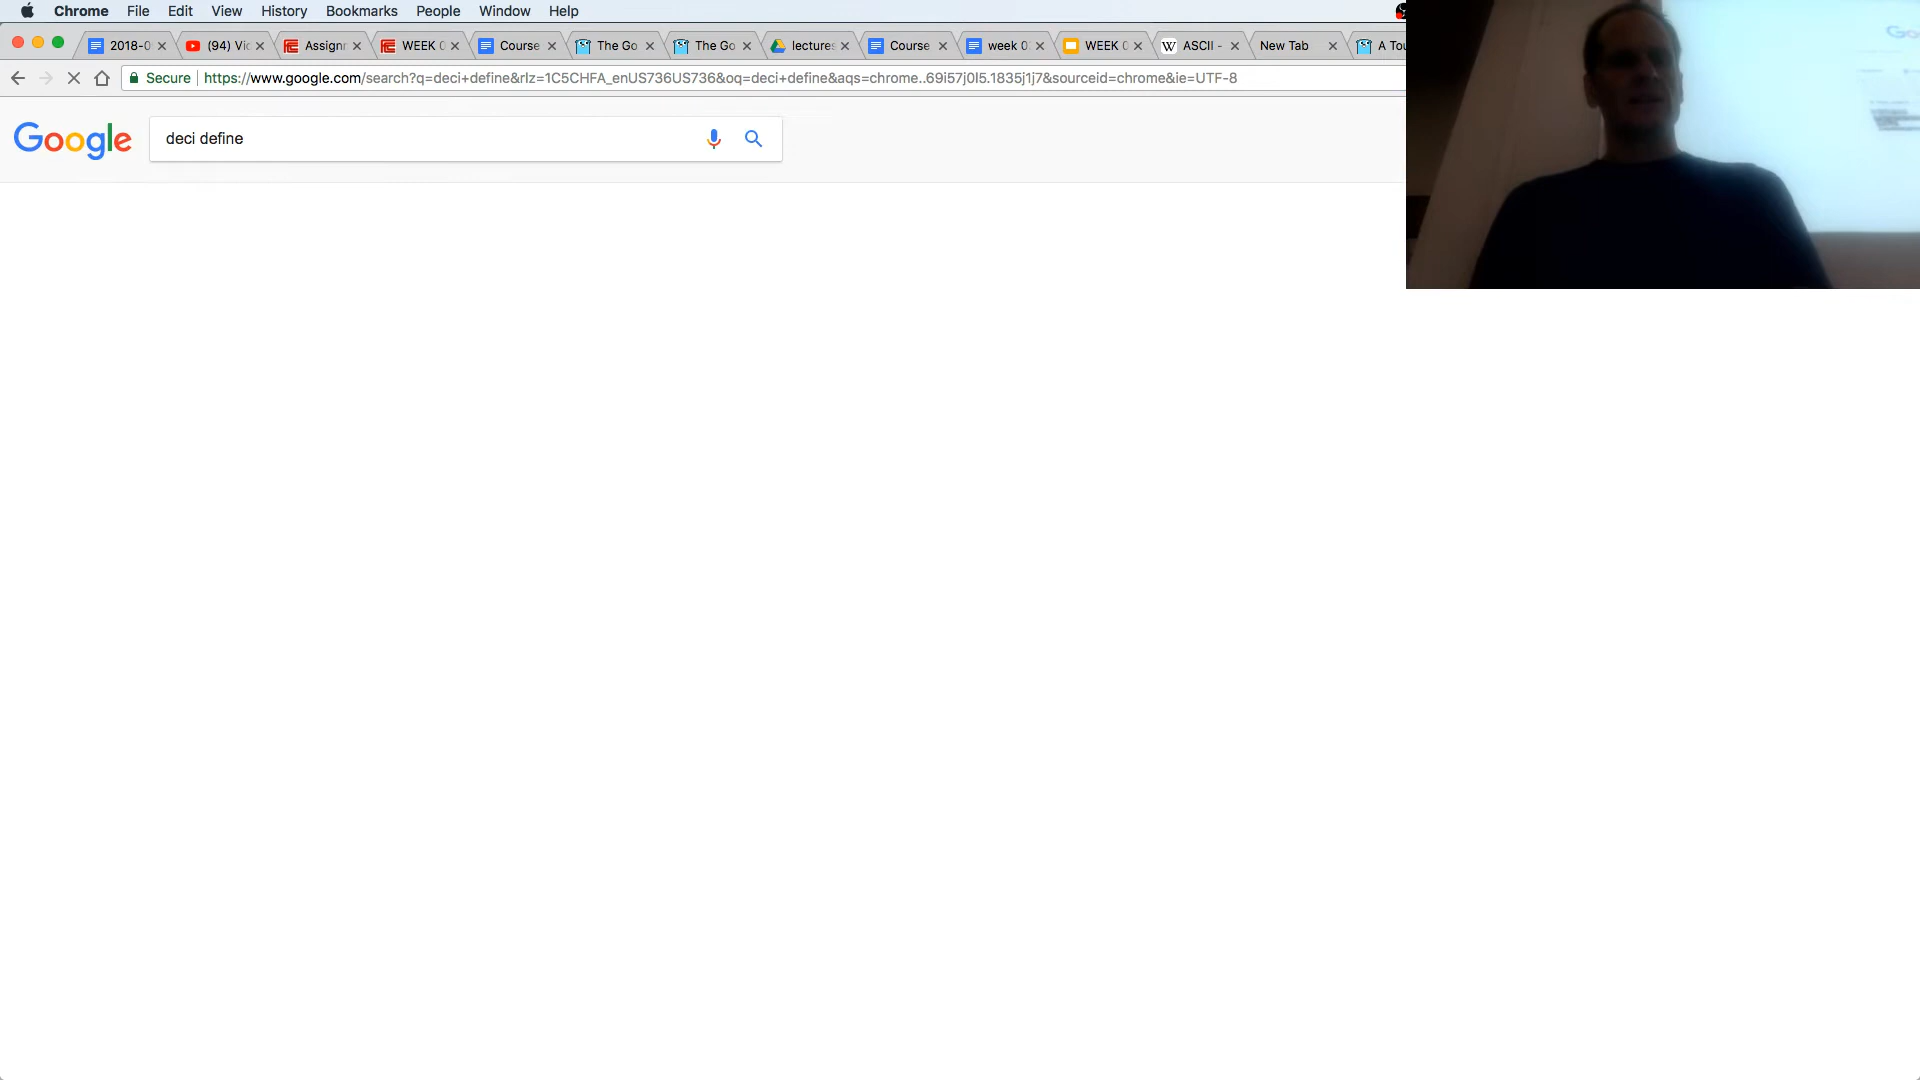 Chrome File Edit View History Bookmarks People Window Help
2018-0 (94) Vic Assignr WEEK 0 Course The Go The Go lectures Course week 0 WEEK 0 ASCII - New Tab A Tou
Secure https://www.google.com/search?q=deci+define&rlz=1C5CHFA_enUS736US736&oq=deci+define&aqs=chrome..69i57j0l5.1835j1j7&sourceid=chrome&ie=UTF-8
Google deci define